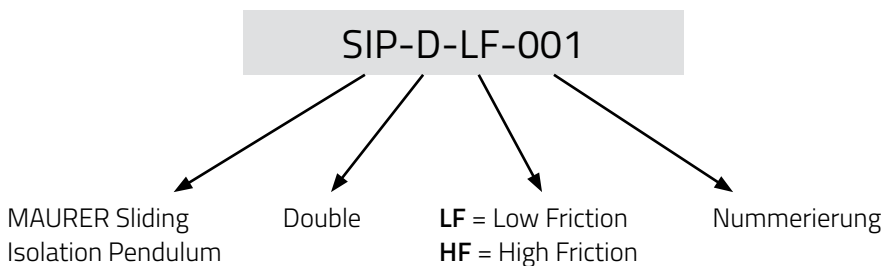 SIP-D-LF-001
MAURER Sliding
Isolation Pendulum
Double
LF = Low Friction
HF = High Friction
Nummerierung